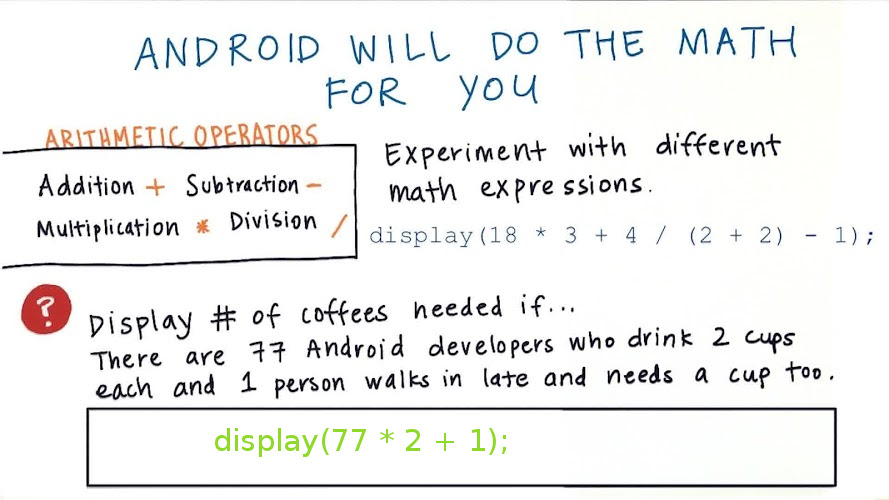 ANDROID WILL DO THE MATH
FOR YOU
ARITHMETIC OPERATORS
Addition + Subtraction -
Multiplication * Division /
Experiment with different
math expressions.
display(18 * 3 + 4 / (2 + 2) - 1);
?
Display # of coffees needed if...
There are 77 Android developers who drink 2 cups
each and 1 person walks in late and needs a cup too.
display(77 * 2 + 1);